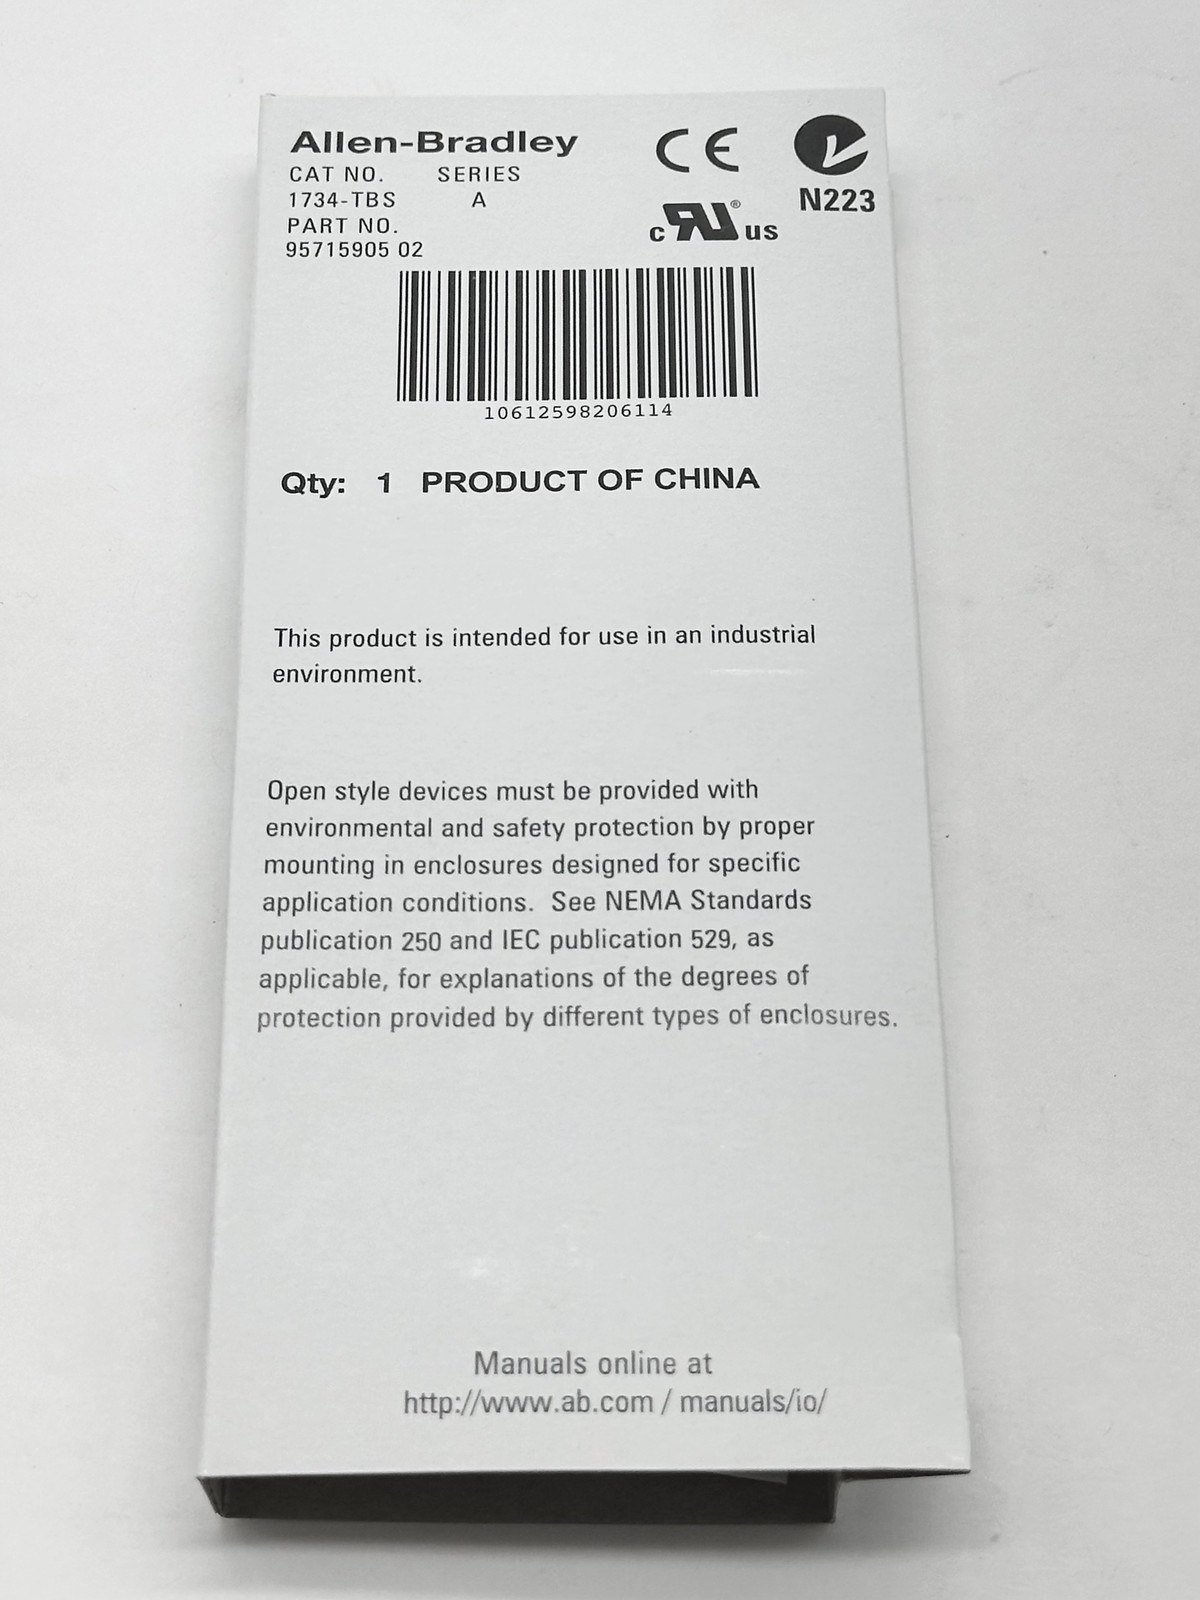 Allen-Bradley
CAT NO. SERIES
1734-TBS A
PART NO.
95715905 02
CE
N223
c RU ® us
10612598206114
Qty: 1 PRODUCT OF CHINA
This product is intended for use in an industrial
environment.
Open style devices must be provided with
environmental and safety protection by proper
mounting in enclosures designed for specific
application conditions. See NEMA Standards
publication 250 and IEC publication 529, as
applicable, for explanations of the degrees of
protection provided by different types of enclosures.
Manuals online at
http://www.ab.com / manuals/io/